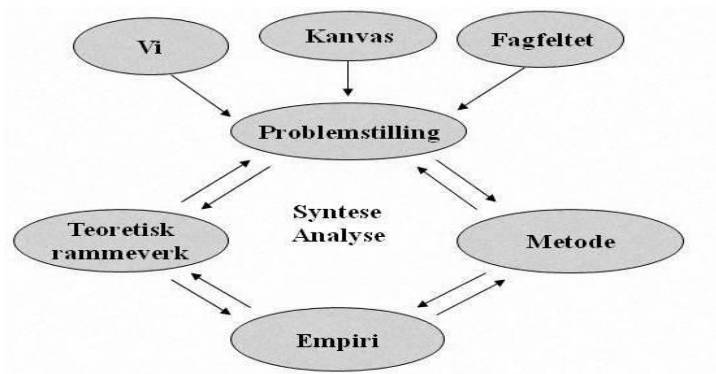 Vi
Kanvas
Fagfeltet
Problemstilling
Syntese
Analyse
Teoretisk
rammeverk
Metode
Empiri